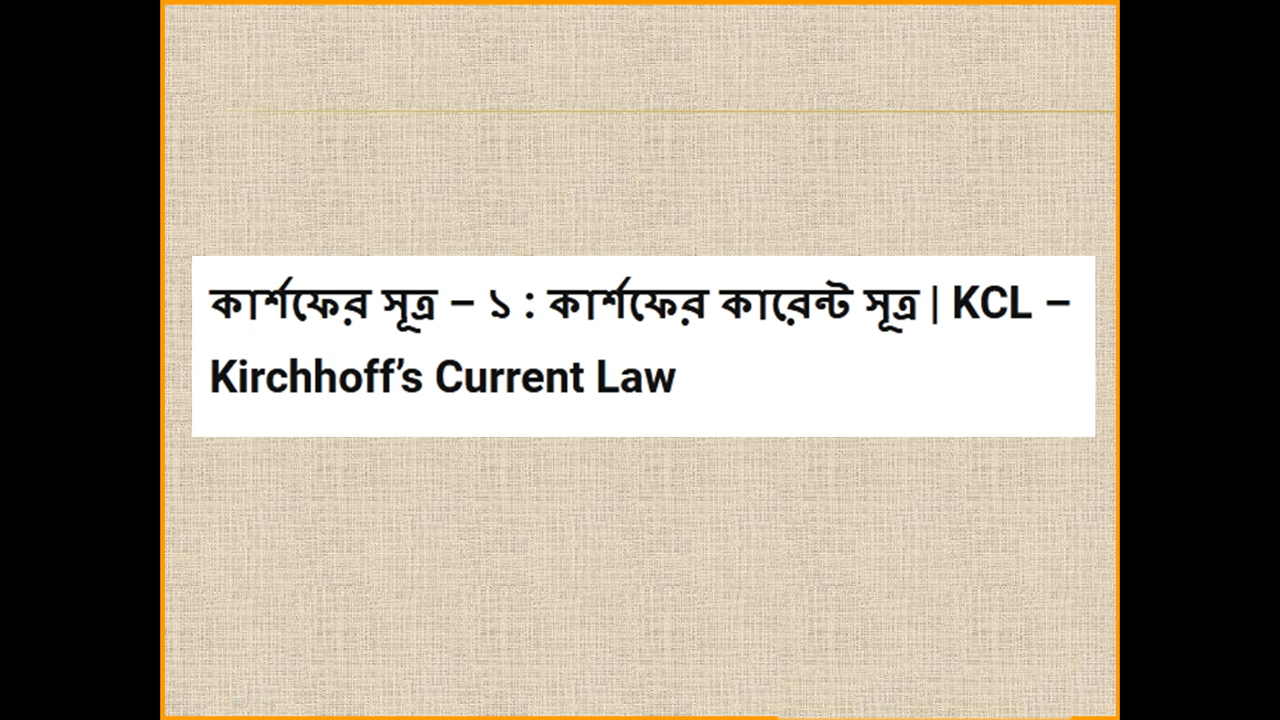 কার্শফের সূত্র – ১ : কার্শফের কারেন্ট সূত্র | KCL –
Kirchhoff’s Current Law